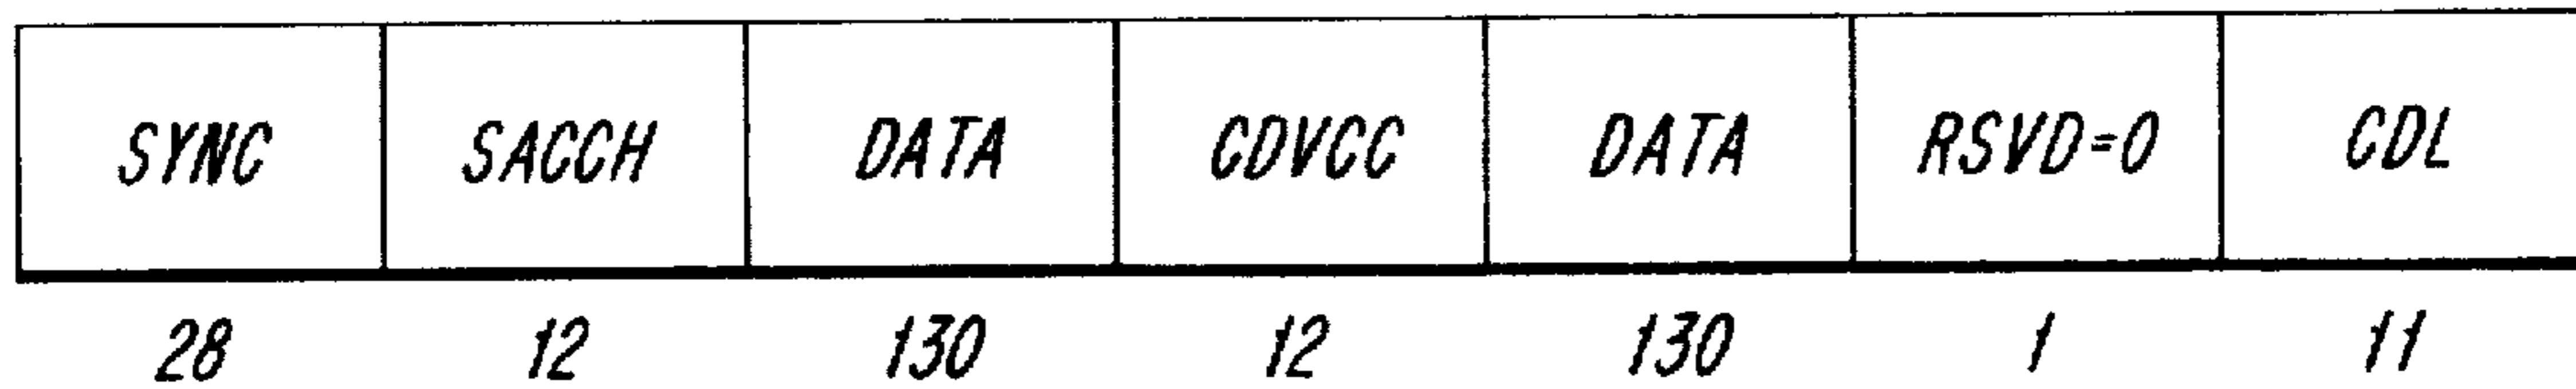 SYNC SACCH DATA CDVCC DATA RSVD=0 CDL
28 12 130 12 130 1 11